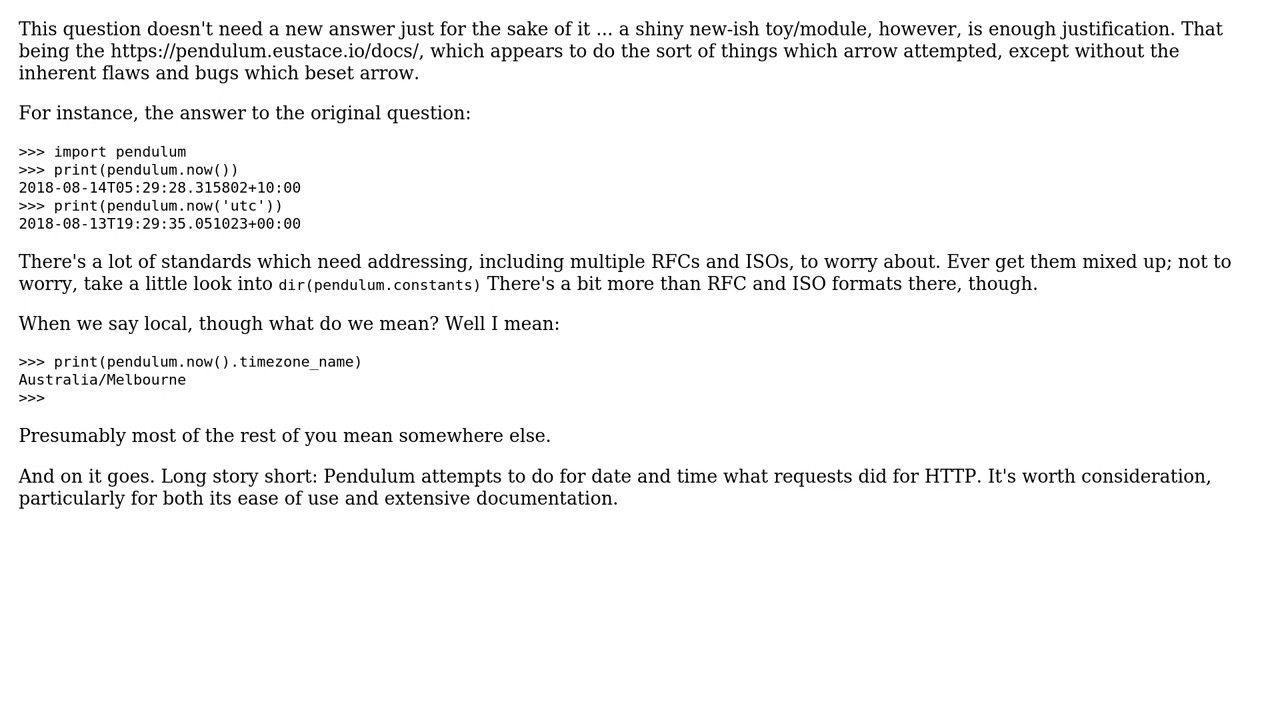 This question doesn't need a new answer just for the sake of it ... a shiny new-ish toy/module, however, is enough justification. That
being the https://pendulum.eustace.io/docs/, which appears to do the sort of things which arrow attempted, except without the
inherent flaws and bugs which beset arrow.
For instance, the answer to the original question:
>>> import pendulum
>>> print(pendulum.now())
2018-08-14T05:29:28.315802+10:00
>>> print(pendulum.now('utc'))
2018-08-13T19:29:35.051023+00:00
There's a lot of standards which need addressing, including multiple RFCs and ISOs, to worry about. Ever get them mixed up; not to
worry, take a little look into dir(pendulum.constants) There's a bit more than RFC and ISO formats there, though.
When we say local, though what do we mean? Well I mean:
>>> print(pendulum.now().timezone_name)
Australia/Melbourne
>>>
Presumably most of the rest of you mean somewhere else.
And on it goes. Long story short: Pendulum attempts to do for date and time what requests did for HTTP. It's worth consideration,
particularly for both its ease of use and extensive documentation.